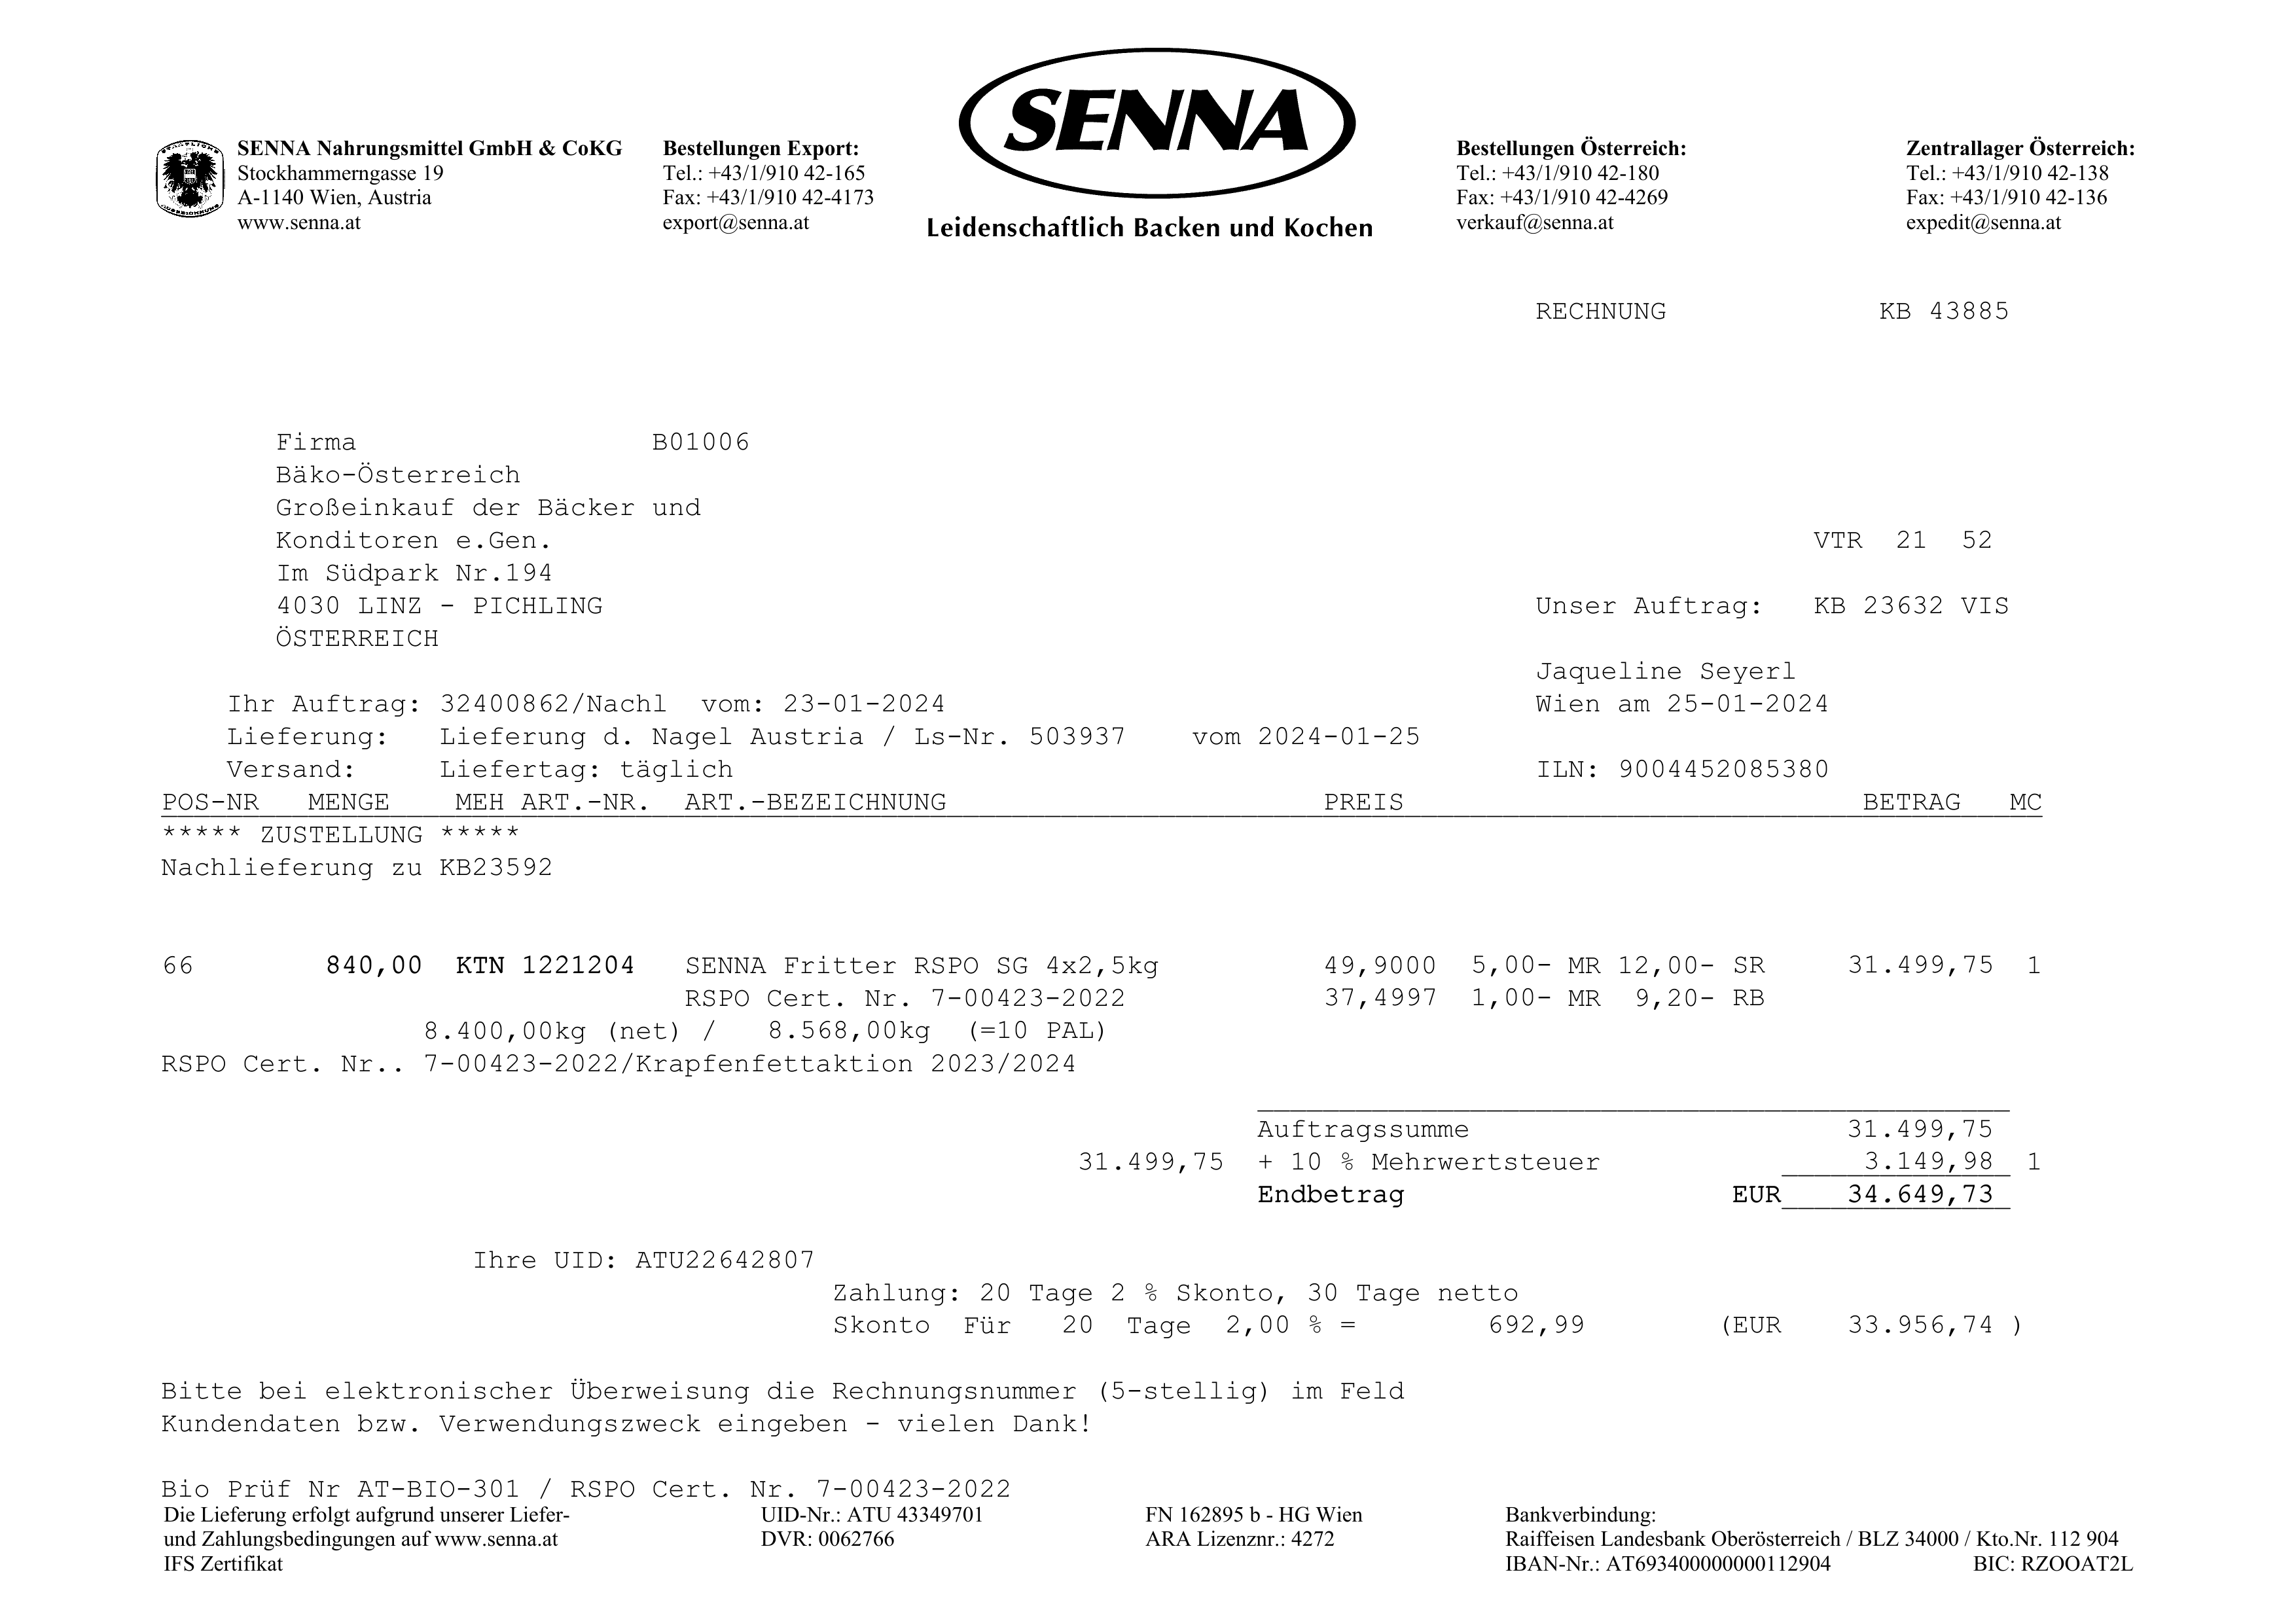 SENNA
Leidenschaftlich Backen und Kochen
SENNA Nahrungsmittel GmbH & CoKG
Stockhammerngasse 19
A-1140 Wien, Austria
www.senna.at
Bestellungen Export:
Tel.: +43/1/910 42-165
Fax: +43/1/910 42-4173
export@senna.at
Bestellungen Österreich:
Tel.: +43/1/910 42-180
Fax: +43/1/910 42-4269
verkauf@senna.at
Zentrallager Österreich:
Tel.: +43/1/910 42-138
Fax: +43/1/910 42-136
expedit@senna.at
RECHNUNG KB 43885
Firma B01006
Bäko-Österreich
Großeinkauf der Bäcker und
Konditoren e.Gen.
Im Südpark Nr.194
4030 LINZ - PICHLING
ÖSTERREICH
VTR 21 52
Unser Auftrag: KB 23632 VIS
Jaqueline Seyerl
Ihr Auftrag: 32400862/Nachl vom: 23-01-2024 Wien am 25-01-2024
Lieferung: Lieferung d. Nagel Austria / Ls-Nr. 503937 vom 2024-01-25
Versand: Liefertag: täglich ILN: 9004452085380
POS-NR MENGE MEH ART.-NR. ART.-BEZEICHNUNG PREIS BETRAG MC
***** ZUSTELLUNG *****
Nachlieferung zu KB23592
66 840,00 KTN 1221204 SENNA Fritter RSPO SG 4x2,5kg 49,9000 5,00- MR 12,00- SR 31.499,75 1
RSPO Cert. Nr. 7-00423-2022 37,4997 1,00- MR 9,20- RB
8.400,00kg (net) / 8.568,00kg (=10 PAL)
RSPO Cert. Nr.. 7-00423-2022/Krapfenfettaktion 2023/2024
Auftragssumme 31.499,75
31.499,75 + 10 % Mehrwertsteuer 3.149,98 1
Endbetrag EUR 34.649,73
Ihre UID: ATU22642807
Zahlung: 20 Tage 2 % Skonto, 30 Tage netto
Skonto Für 20 Tage 2,00 % = 692,99 (EUR 33.956,74 )
Bitte bei elektronischer Überweisung die Rechnungsnummer (5-stellig) im Feld
Kundendaten bzw. Verwendungszweck eingeben - vielen Dank!
Bio Prüf Nr AT-BIO-301 / RSPO Cert. Nr. 7-00423-2022
Die Lieferung erfolgt aufgrund unserer Liefer-
und Zahlungsbedingungen auf www.senna.at
IFS Zertifikat
UID-Nr.: ATU 43349701
DVR: 0062766
FN 162895 b - HG Wien
ARA Lizenznr.: 4272
Bankverbindung:
Raiffeisen Landesbank Oberösterreich / BLZ 34000 / Kto.Nr. 112 904
IBAN-Nr.: AT693400000000112904 BIC: RZOOAT2L